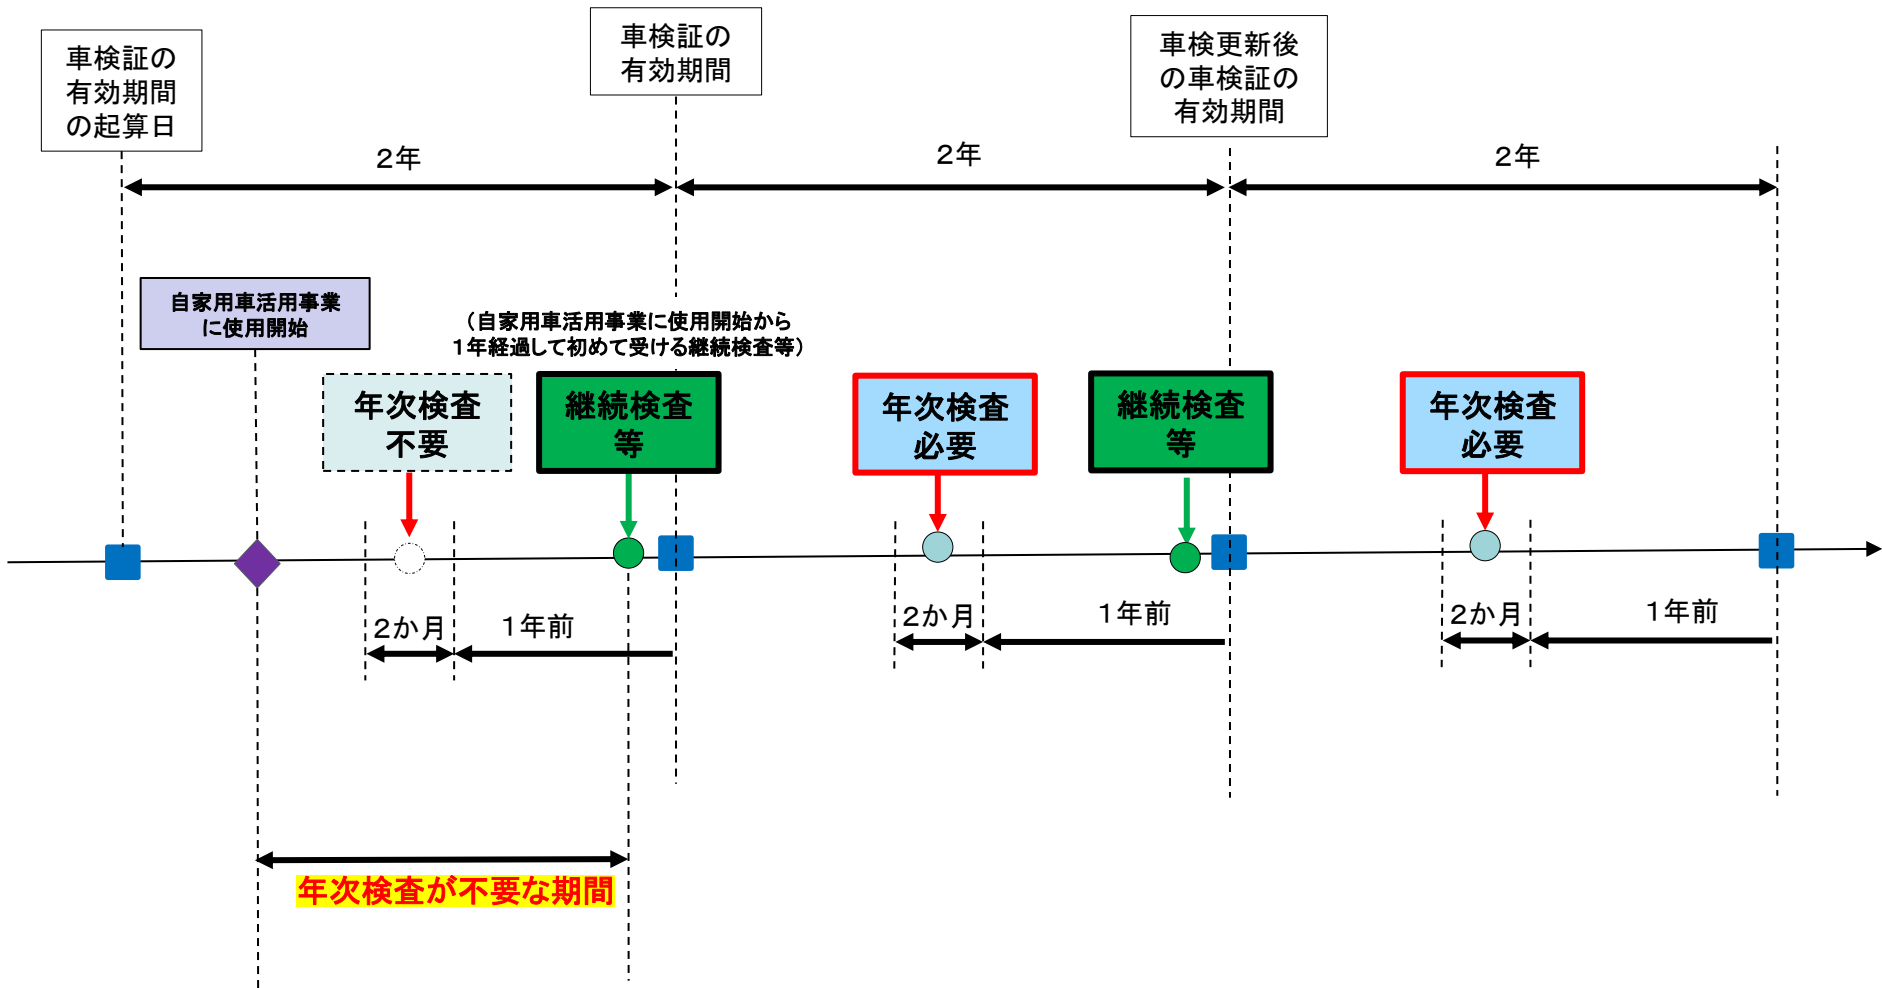 車検証の
有効期間
の起算日
車検証の
有効期間
車検更新後
の車検証の
有効期間
2年
2年
2年
自家用車活用事業
に使用開始
（自家用車活用事業に使用開始から
1年経過して初めて受ける継続検査等）
年次検査
不要
継続検査
等
年次検査
必要
継続検査
等
年次検査
必要
2か月
1年前
2か月
1年前
2か月
1年前
年次検査が不要な期間